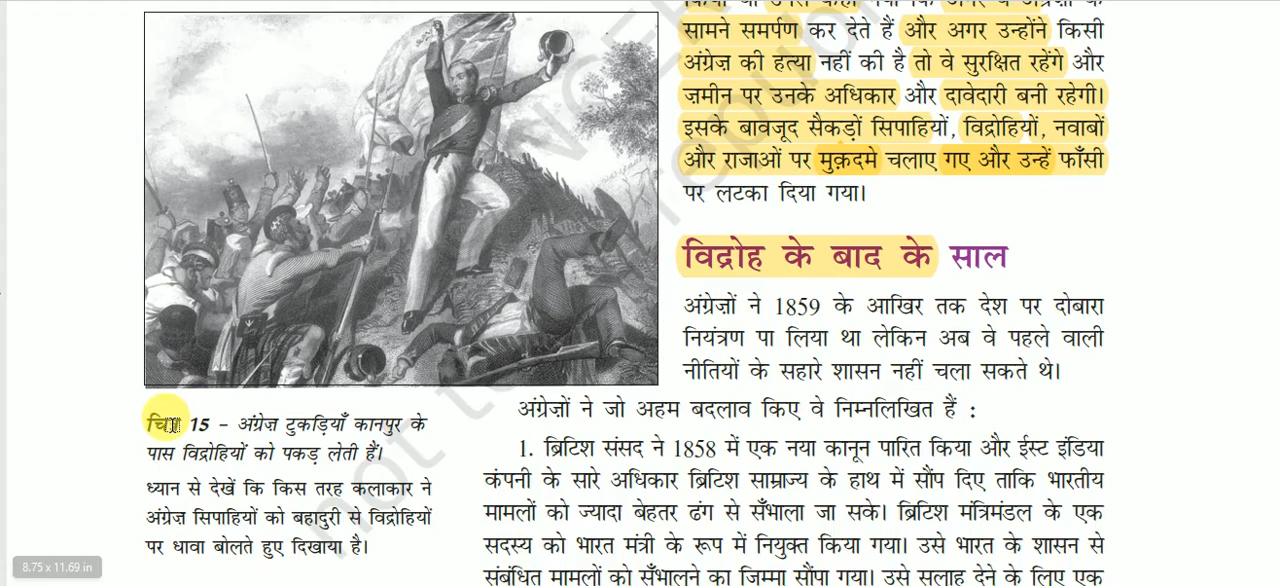 सामने समर्पण कर देते हैं और अगर उन्होंने किसी
अंग्रेज़ की हत्या नहीं की है तो वे सुरक्षित रहेंगे और
ज़मीन पर उनके अधिकार और दावेदारी बनी रहेगी।
इसके बावजूद सैकड़ों सिपाहियों, विद्रोहियों, नवाबों
और राजाओं पर मुक़दमे चलाए गए और उन्हें फाँसी
पर लटका दिया गया।
विद्रोह के बाद के साल
अंग्रेज़ों ने 1859 के आखिर तक देश पर दोबारा
नियंत्रण पा लिया था लेकिन अब वे पहले वाली
नीतियों के सहारे शासन नहीं चला सकते थे।
अंग्रेज़ों ने जो अहम बदलाव किए वे निम्नलिखित हैं :
1. ब्रिटिश संसद ने 1858 में एक नया कानून पारित किया और ईस्ट इंडिया
कंपनी के सारे अधिकार ब्रिटिश साम्राज्य के हाथ में सौंप दिए ताकि भारतीय
मामलों को ज्यादा बेहतर ढंग से सँभाला जा सके। ब्रिटिश मंत्रिमंडल के एक
सदस्य को भारत मंत्री के रूप में नियुक्त किया गया। उसे भारत के शासन से
संबंधित मामलों को सँभालने का जिम्मा सौंपा गया। उसे सलाह देने के लिए एक
चित्र 15 – अंग्रेज़ टुकड़ियाँ कानपुर के
पास विद्रोहियों को पकड़ लेती हैं।
ध्यान से देखें कि किस तरह कलाकार ने
अंग्रेज़ सिपाहियों को बहादुरी से विद्रोहियों
पर धावा बोलते हुए दिखाया है।
8.75 x 11.69 in